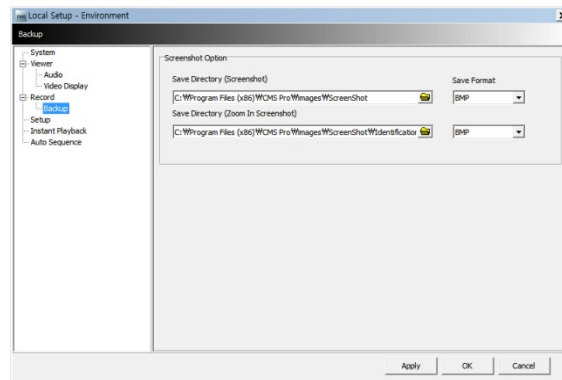 Local Setup - Environment
Backup
System
Viewer
Audio
Video Display
Record
Backup
Setup
Instant Playback
Auto Sequence
Screenshot Option
Save Directory (Screenshot)
Save Format
C:₩Program Files (x86)₩CMS Pro₩images₩ScreenShot
BMP
Save Directory (Zoom In Screenshot)
C:₩Program Files (x86)₩CMS Pro₩images₩ScreenShot₩Identification
BMP
Apply
OK
Cancel